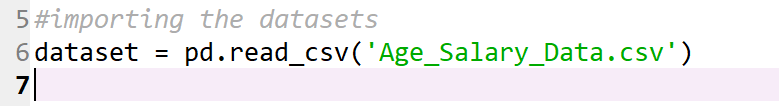 5 #importing the datasets
6 dataset = pd.read_csv('Age_Salary_Data.csv')
7